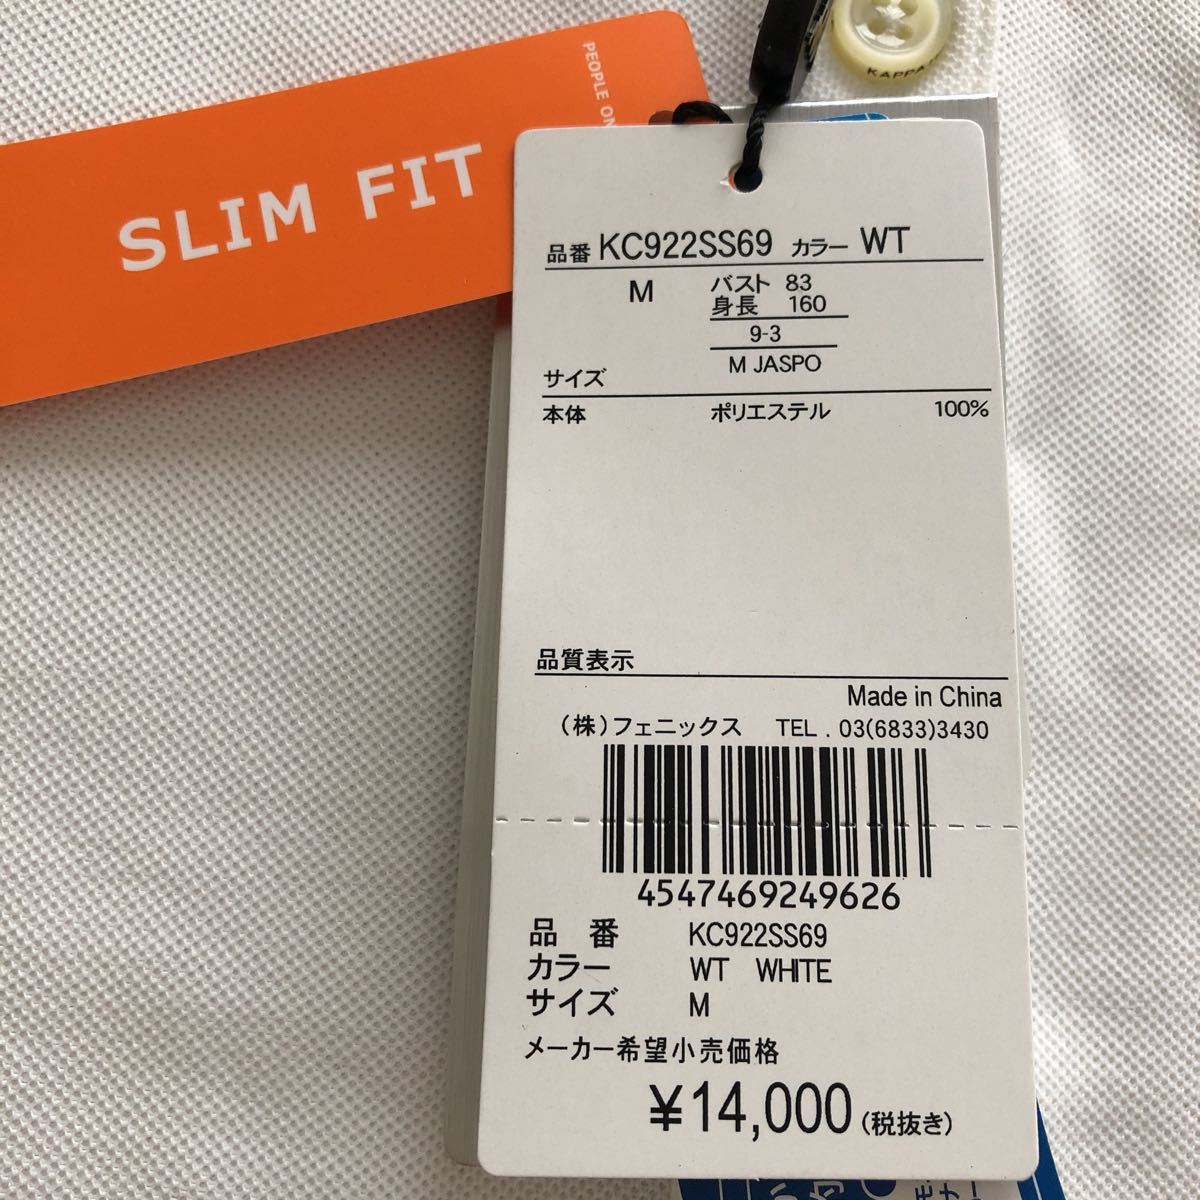 PEOPLE ON
SLIM FIT
KAPPA
品番 KC922SS69 カラー WT
M バスト 83
身長 160
9-3
M JASPO
サイズ
本体 ポリエステル 100%
品質表示
Made in China
(株)フェニックス TEL . 03(6833)3430
4547469249626
品 番 KC922SS69
カラー WT WHITE
サイズ M
メーカー希望小売価格
¥14,000(税抜き)